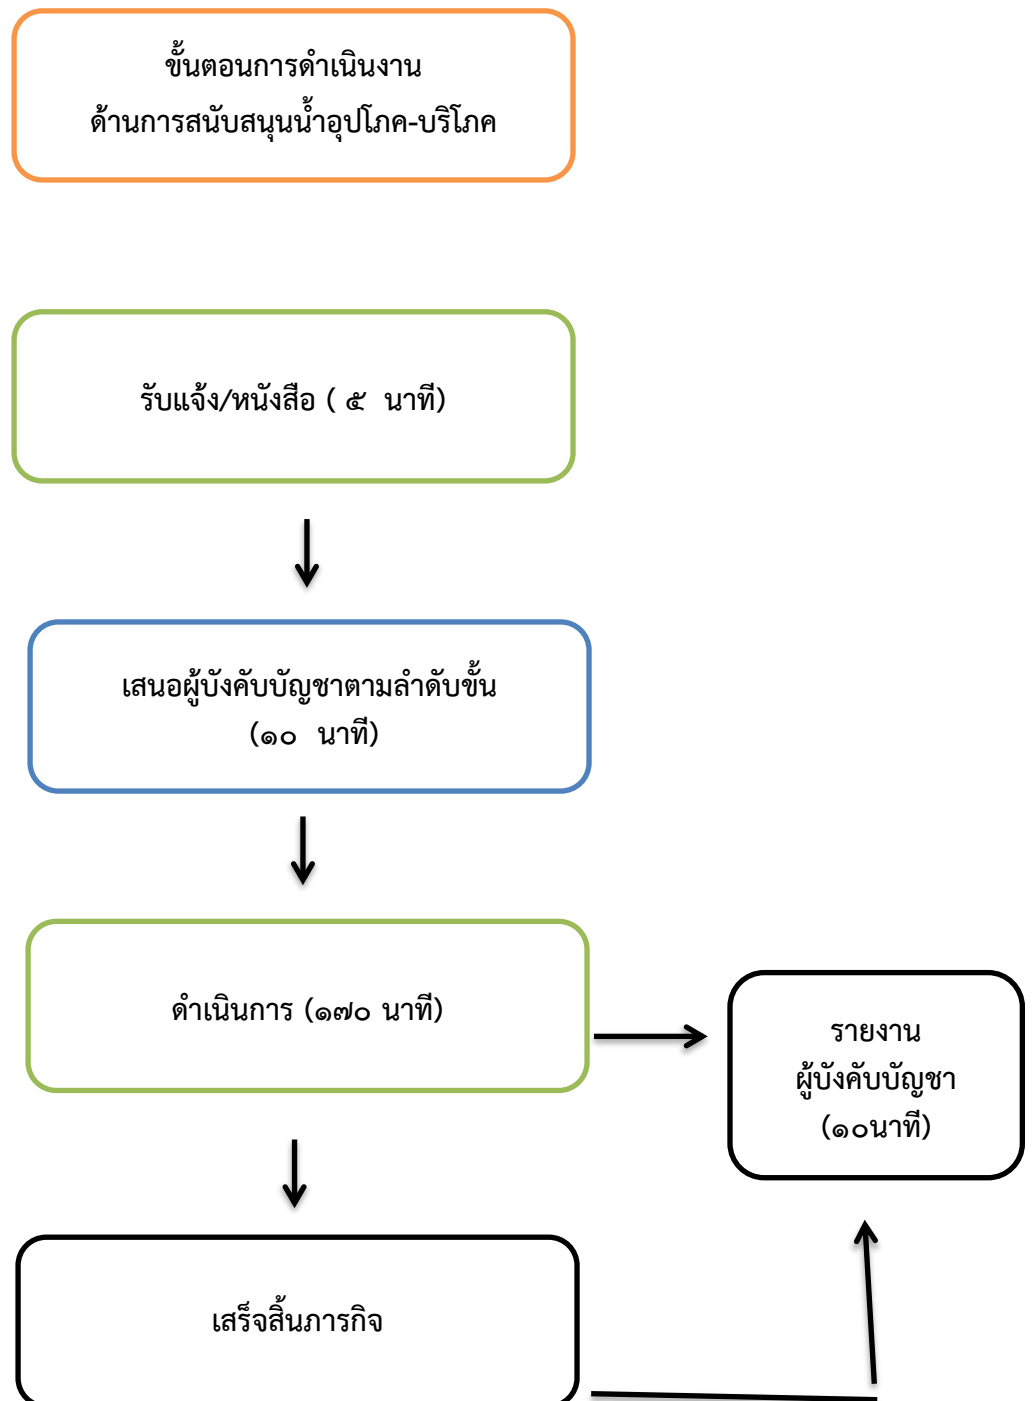 ขั้นตอนการดำเนินงาน
ด้านการสนับสนุนน้ำอุปโภค-บริโภค
รับแจ้ง/หนังสือ ( ๕ นาที)
เสนอผู้บังคับบัญชาตามลำดับขั้น
(๑๐ นาที)
ดำเนินการ (๑๗๐ นาที)
รายงาน
ผู้บังคับบัญชา
(๑๐นาที)
เสร็จสิ้นภารกิจ